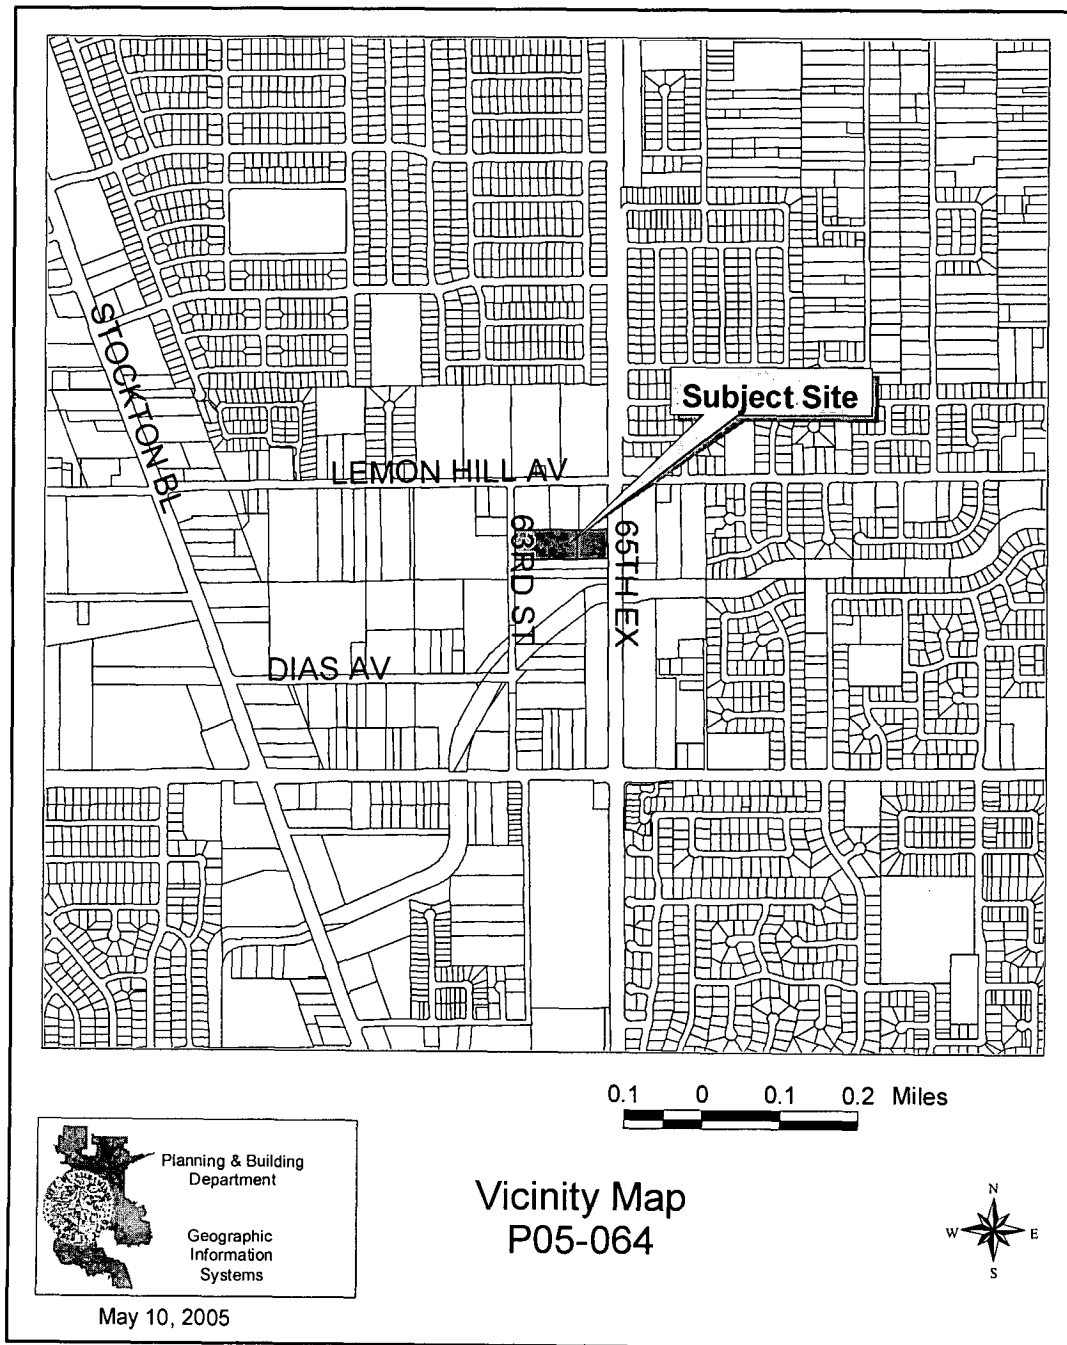 STOCKTON BL
Subject Site
LEMON HILL AV
63RD ST
65TH EX
DIAS AV
0.1 0 0.1 0.2 Miles
Planning & Building
Department
Geographic
Information
Systems
May 10, 2005
Vicinity Map
P05-064
N
W E
S